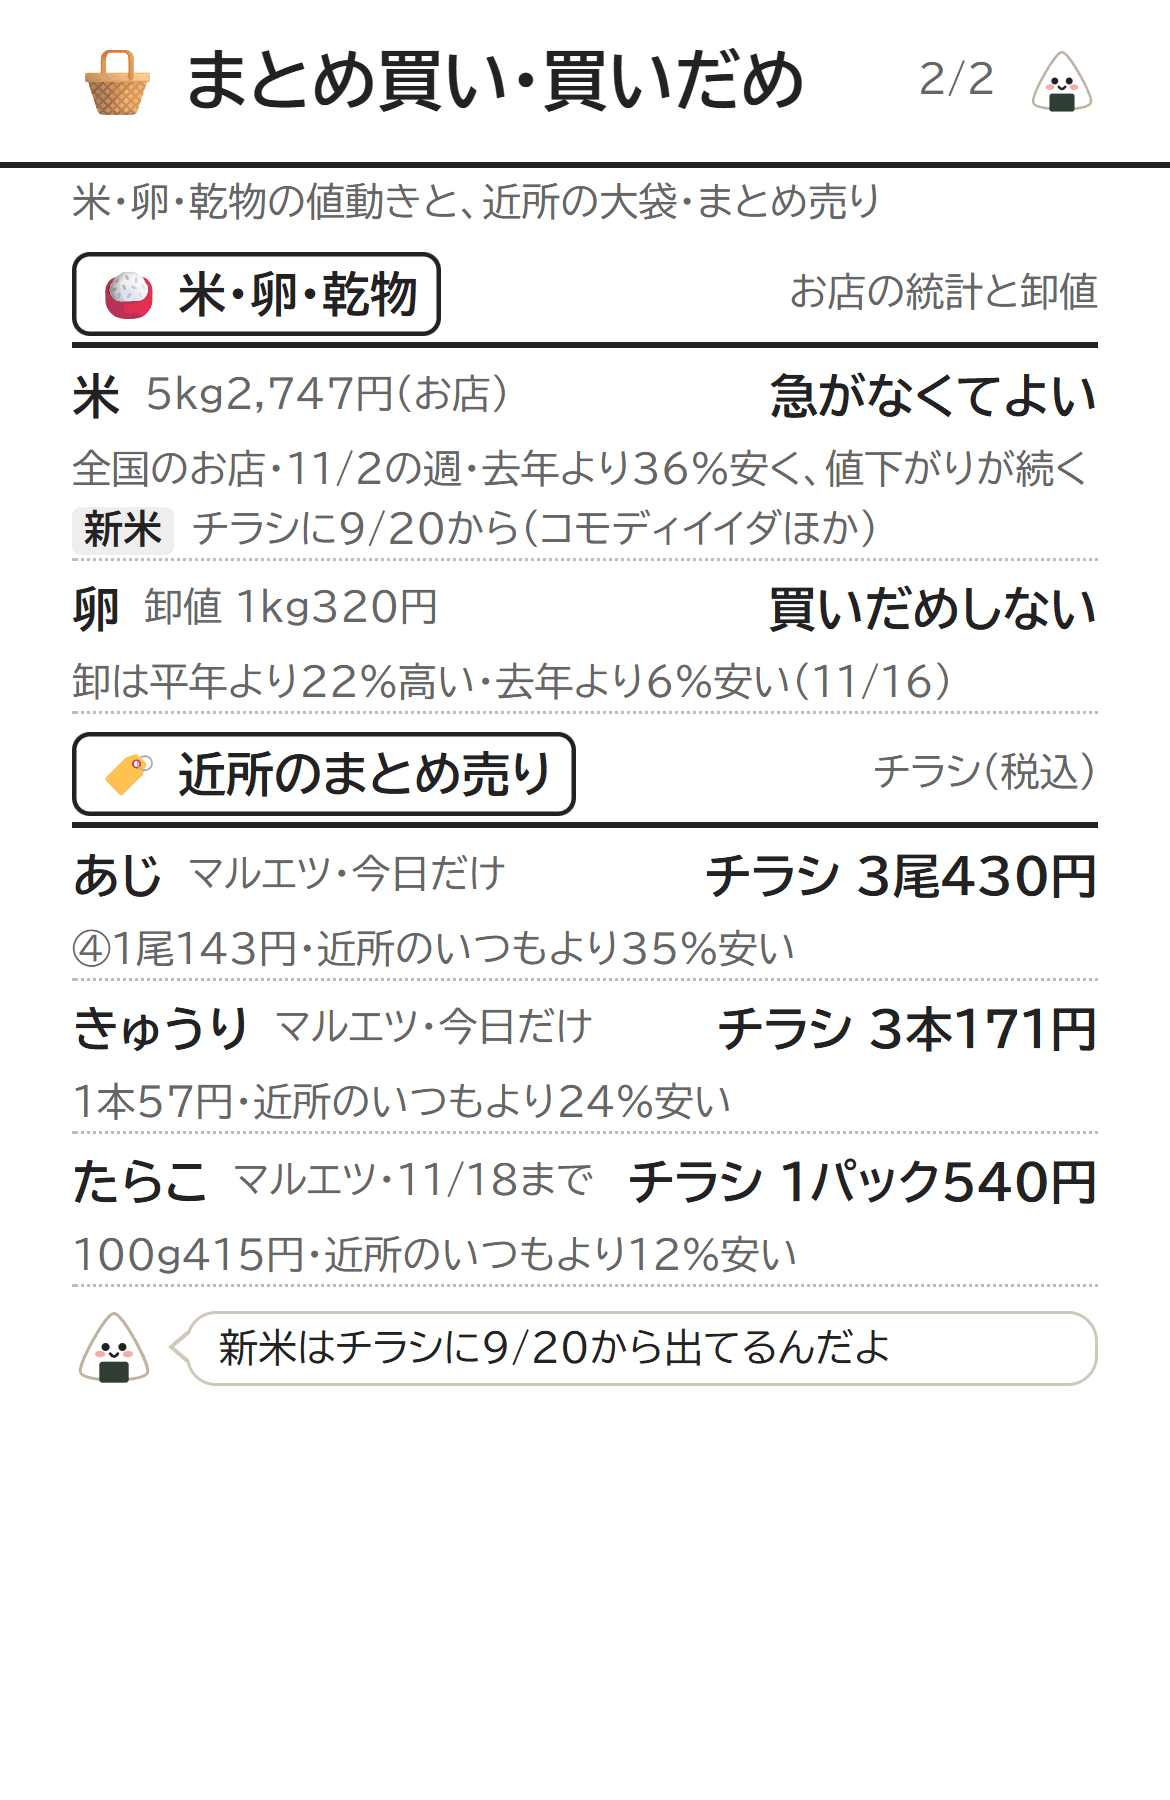 まとめ買い・買いだめ 2/2
米・卵・乾物の値動きと、近所の大袋・まとめ売り
米・卵・乾物 お店の統計と卸値
米 5kg2,747円(お店) 急がなくてよい
全国のお店・11/2の週・去年より36%安く、値下がりが続く
新米 チラシに9/20から(コモディイイダほか)
卵 卸値 1kg320円 買いだめしない
卸は平年より22%高い・去年より6%安い(11/16)
近所のまとめ売り チラシ(税込)
あじ マルエツ・今日だけ チラシ 3尾430円
④1尾143円・近所のいつもより35%安い
きゅうり マルエツ・今日だけ チラシ 3本171円
1本57円・近所のいつもより24%安い
たらこ マルエツ・11/18まで チラシ 1パック540円
100g415円・近所のいつもより12%安い
新米はチラシに9/20から出てるんだよ